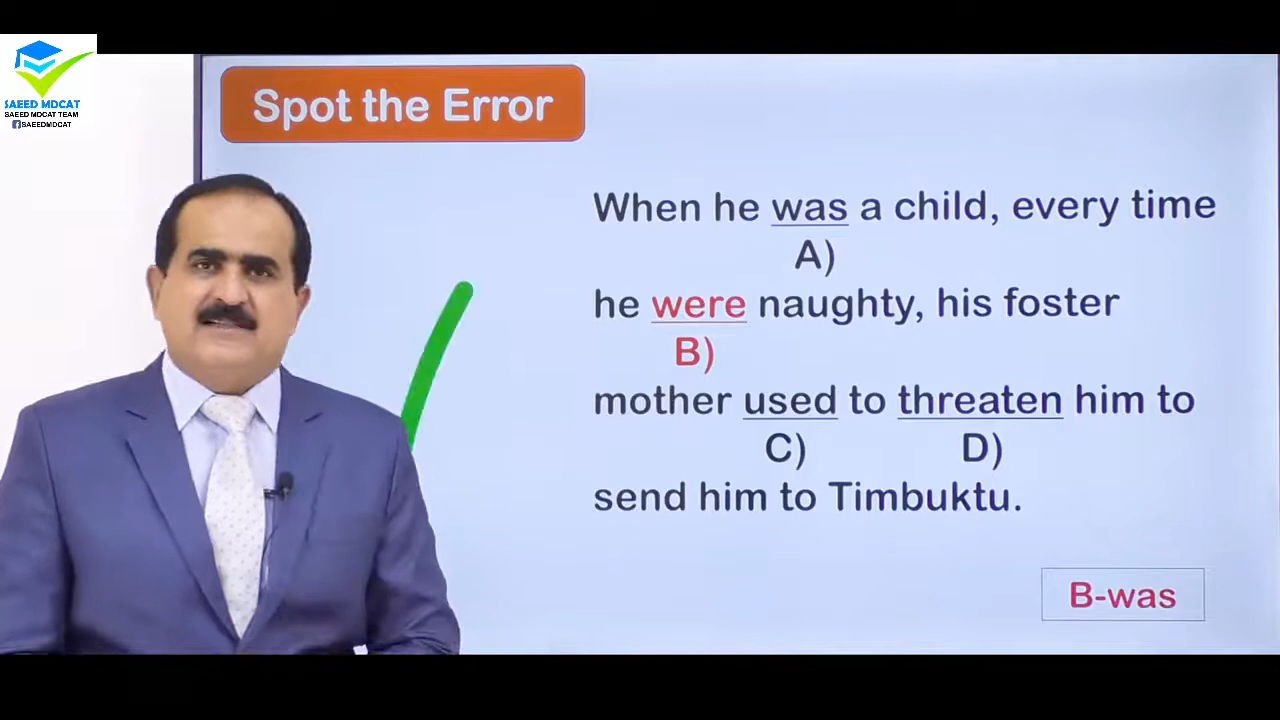 SAEED MDCAT
SAEED MDCAT TEAM
SAEEDMDCAT
Spot the Error
When he was a child, every time
A)
he were naughty, his foster
B)
mother used to threaten him to
C) D)
send him to Timbuktu.
B-was